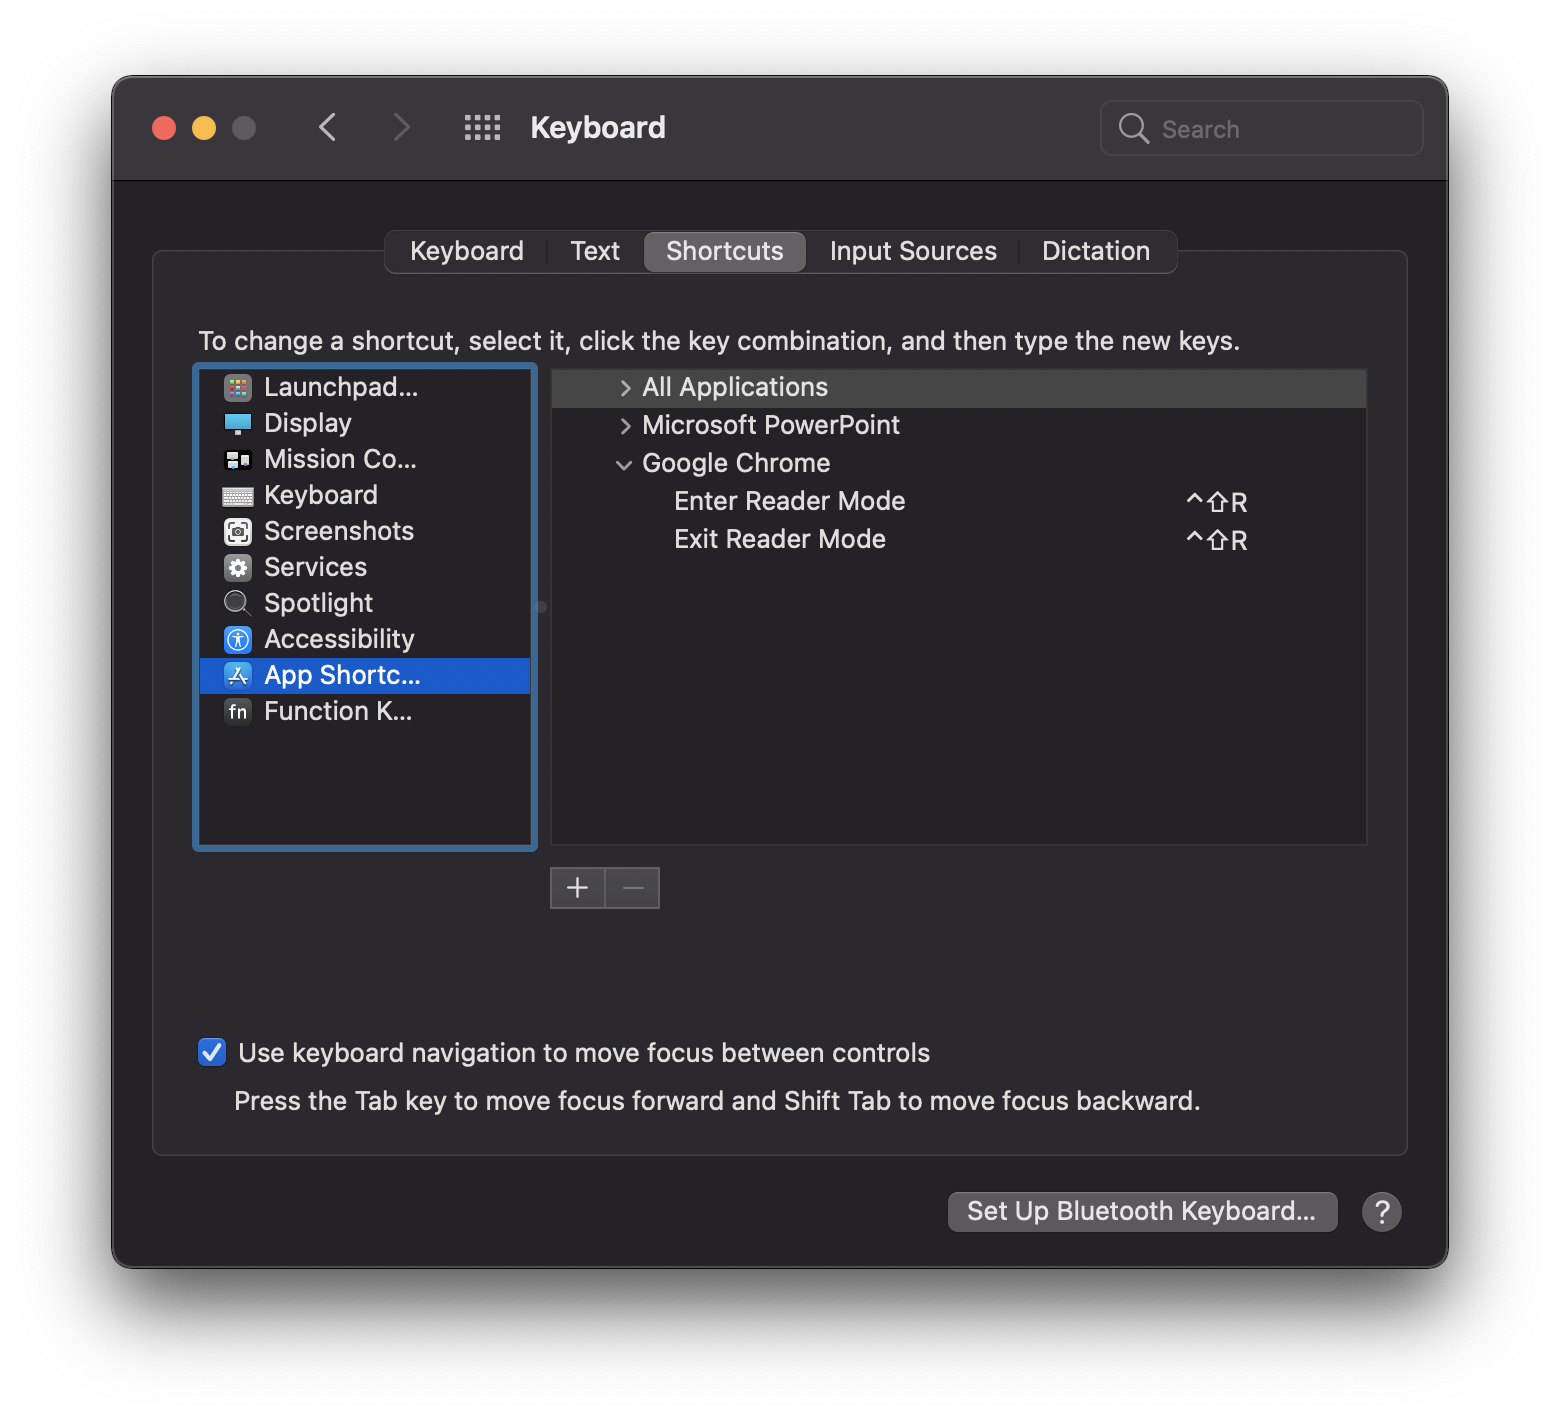 Keyboard
Search
Keyboard Text Shortcuts Input Sources Dictation
To change a shortcut, select it, click the key combination, and then type the new keys.
Launchpad...
Display
Mission Co...
Keyboard
Screenshots
Services
Spotlight
Accessibility
App Shortc...
fn Function K...
All Applications
Microsoft PowerPoint
Google Chrome
Enter Reader Mode ^⇧R
Exit Reader Mode ^⇧R
+ −
Use keyboard navigation to move focus between controls
Press the Tab key to move focus forward and Shift Tab to move focus backward.
Set Up Bluetooth Keyboard... ?